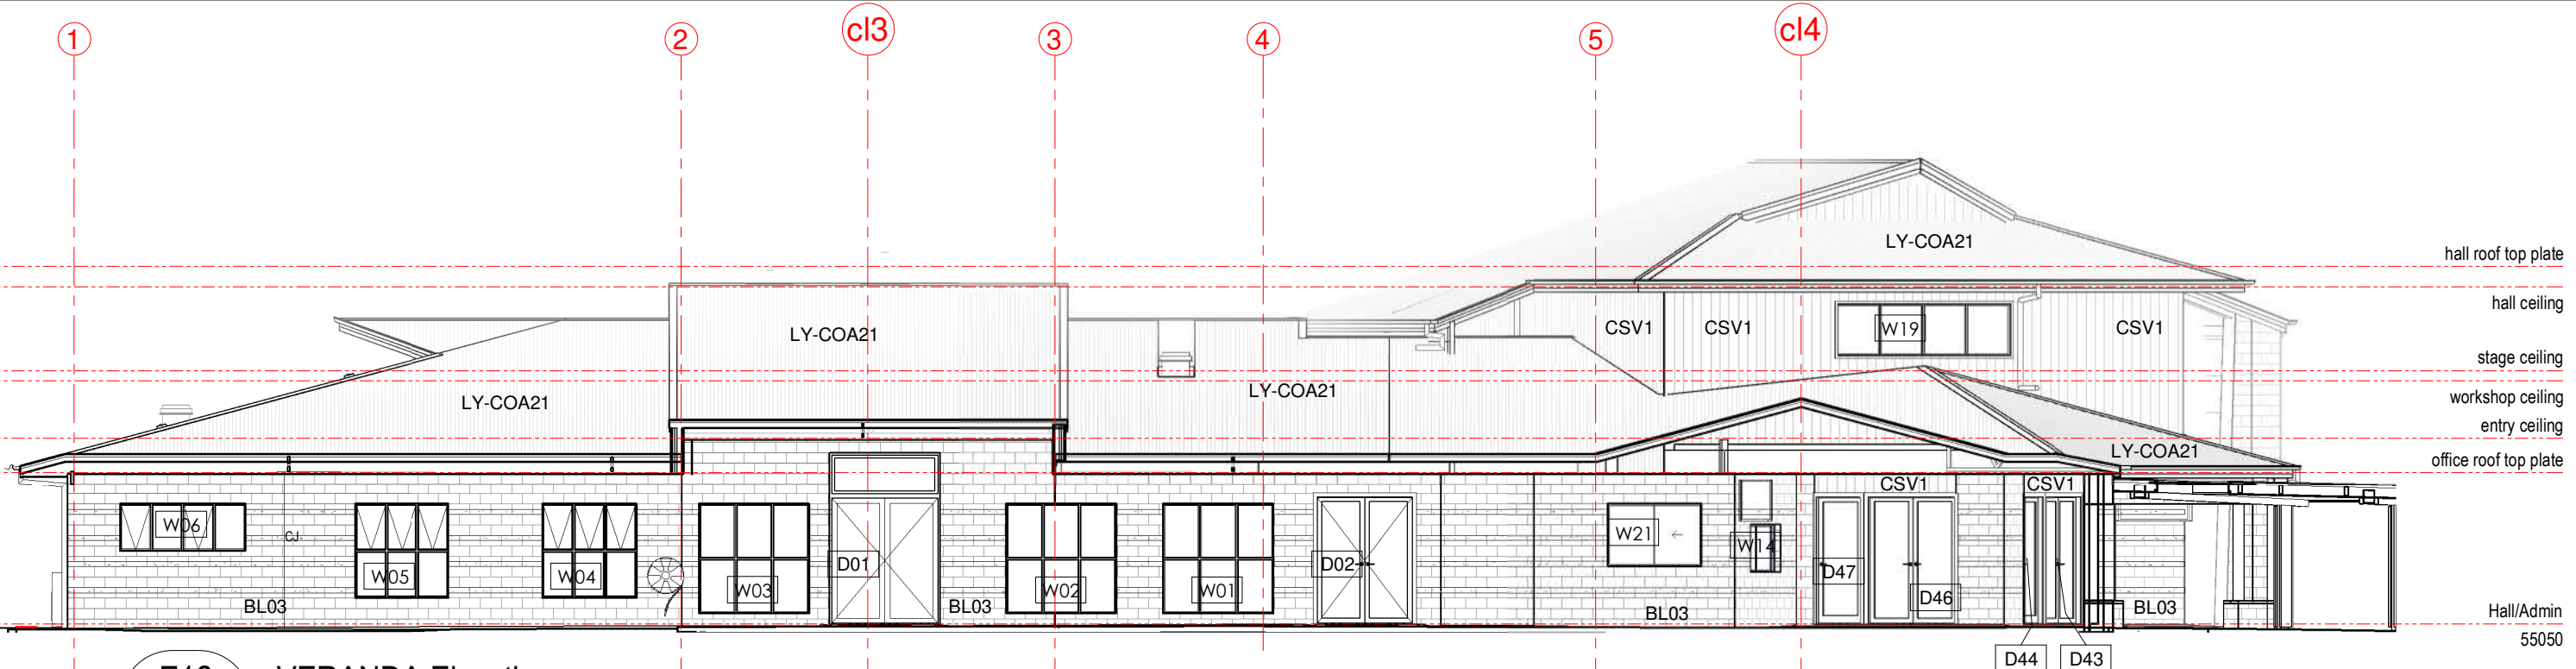 1
2
cl3
3
4
5
cl4
LY-COA21
hall roof top plate
hall ceiling
CSV1
CSV1
W19
CSV1
LY-COA21
stage ceiling
LY-COA21
LY-COA21
workshop ceiling
entry ceiling
LY-COA21
office roof top plate
CSV1
CSV1
W06
CJ
W21
W14
W05
W04
W03
D01
W02
W01
D02
D47
D46
BL03
BL03
BL03
BL03
Hall/Admin
55050
D44
D43